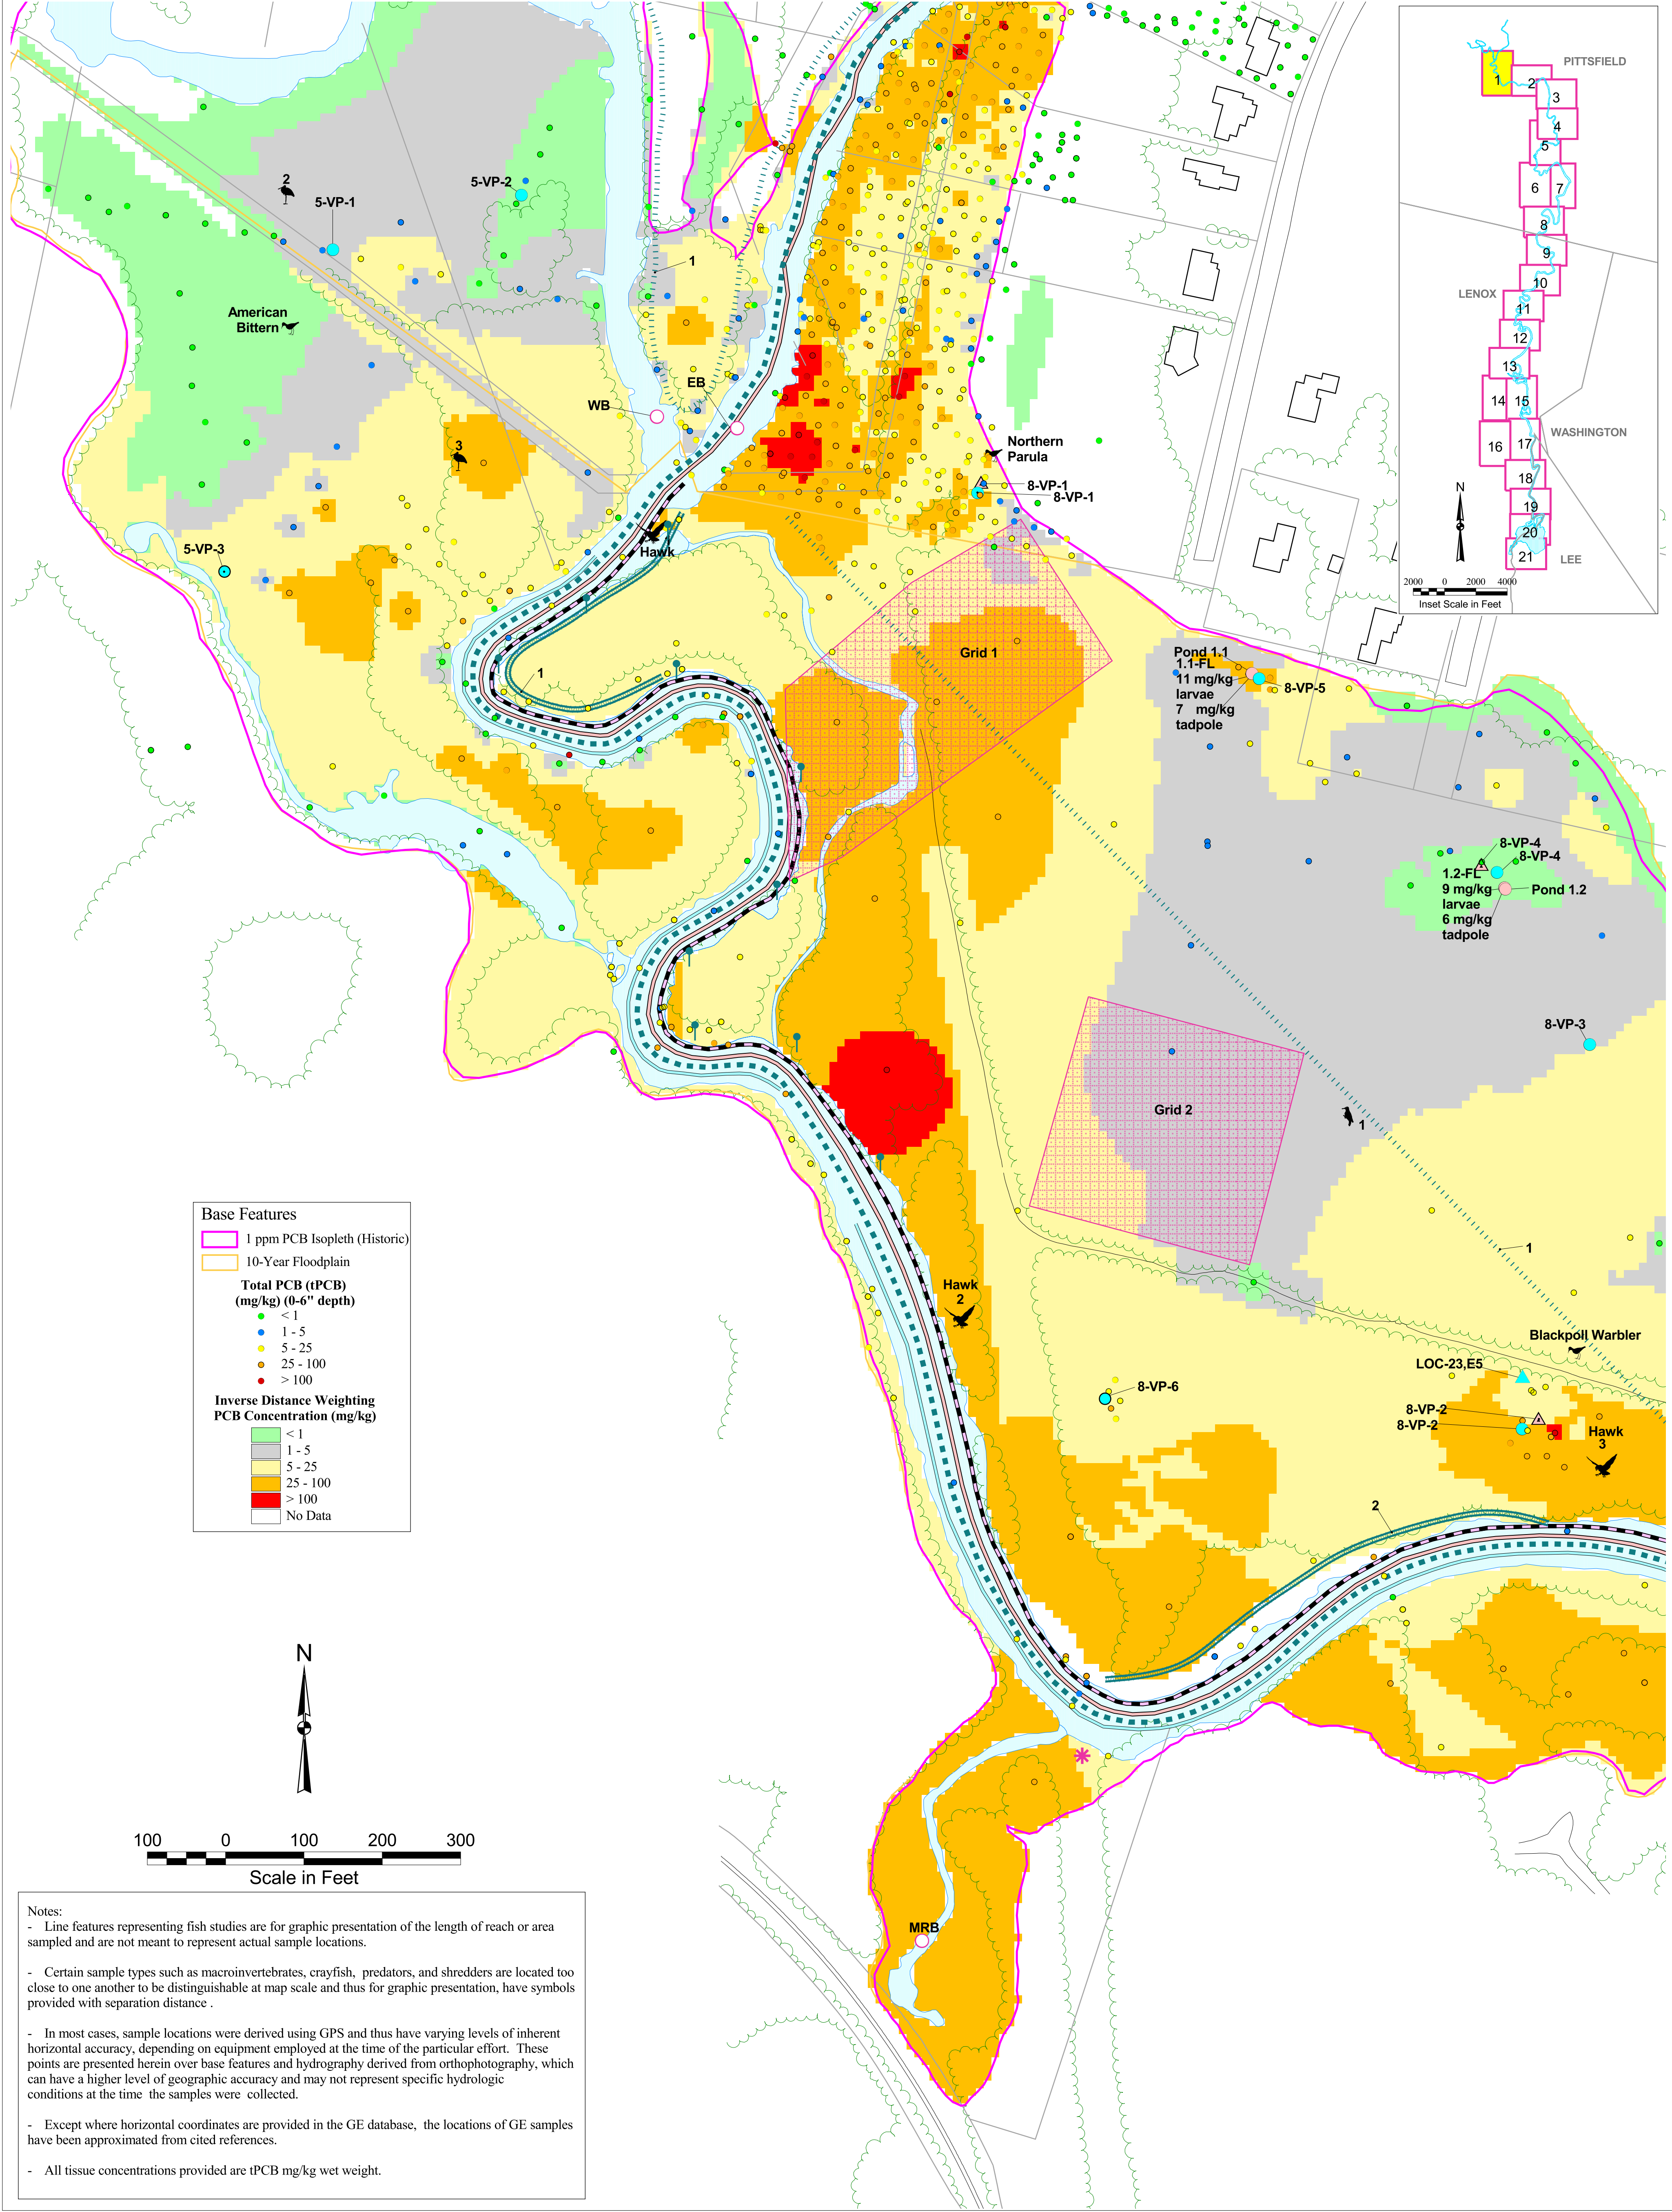 PITTSFIELD
1
2
3
4
5
6
7
8
9
10
LENOX
11
12
13
14
15
WASHINGTON
16
17
18
19
20
21
LEE
N
2000 0 2000 4000
Inset Scale in Feet
2
5-VP-1
5-VP-2
1
American
Bittern
EB
WB
3
Northern
Parula
8-VP-1
8-VP-1
Hawk
5-VP-3
Grid 1
1
Pond 1.1
1.1-FL
11 mg/kg
larvae
7 mg/kg
tadpole
8-VP-5
8-VP-4
8-VP-4
1.2-FL
9 mg/kg
larvae
6 mg/kg
tadpole
Pond 1.2
8-VP-3
Grid 2
1
1
Base Features
1 ppm PCB Isopleth (Historic)
10-Year Floodplain
Total PCB (tPCB)
(mg/kg) (0-6" depth)
< 1
1 - 5
5 - 25
25 - 100
> 100
Inverse Distance Weighting
PCB Concentration (mg/kg)
< 1
1 - 5
5 - 25
25 - 100
> 100
No Data
Hawk
2
Blackpoll Warbler
LOC-23,E5
8-VP-6
8-VP-2
8-VP-2
Hawk
3
2
N
100 0 100 200 300
Scale in Feet
MRB
Notes:
- Line features representing fish studies are for graphic presentation of the length of reach or area
sampled and are not meant to represent actual sample locations.
- Certain sample types such as macroinvertebrates, crayfish, predators, and shredders are located too
close to one another to be distinguishable at map scale and thus for graphic presentation, have symbols
provided with separation distance .
- In most cases, sample locations were derived using GPS and thus have varying levels of inherent
horizontal accuracy, depending on equipment employed at the time of the particular effort. These
points are presented herein over base features and hydrography derived from orthophotography, which
can have a higher level of geographic accuracy and may not represent specific hydrologic
conditions at the time the samples were collected.
- Except where horizontal coordinates are provided in the GE database, the locations of GE samples
have been approximated from cited references.
- All tissue concentrations provided are tPCB mg/kg wet weight.